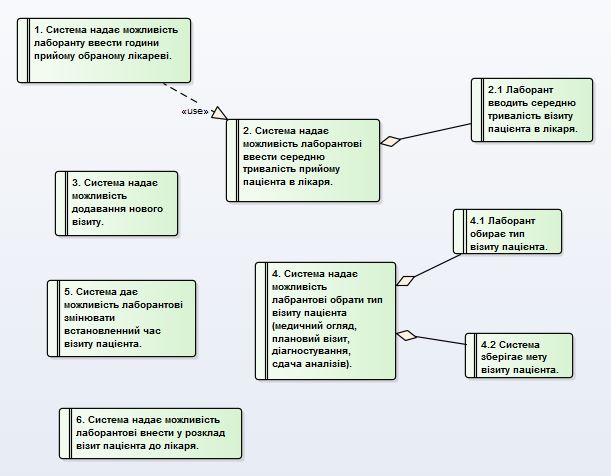 1. Система надає можливість
лаборанту ввести години
прийому обраному лікареві.
«use»
2. Система надає
можливість лаборантові
ввести середню
тривалість прийому
пацієнта в лікаря.
2.1 Лаборант
вводить середню
тривалість візиту
пацієнта в лікаря.
3. Система надає
можливість
додавання нового
візиту.
4.1 Лаборант
обирає тип
візиту пацієнта.
4. Система надає
можливість
лабрантові обрати тип
візиту пацієнта
(медичний огляд,
плановий візит,
діагностування,
сдача аналізів).
5. Система дає
можливість лаборантові
змінювати
встановленний час
візиту пацієнта.
4.2 Система
зберігає мету
візиту пацієнта.
6. Система надає можливість
лаборантові внести у розклад
візит пацієнта до лікаря.